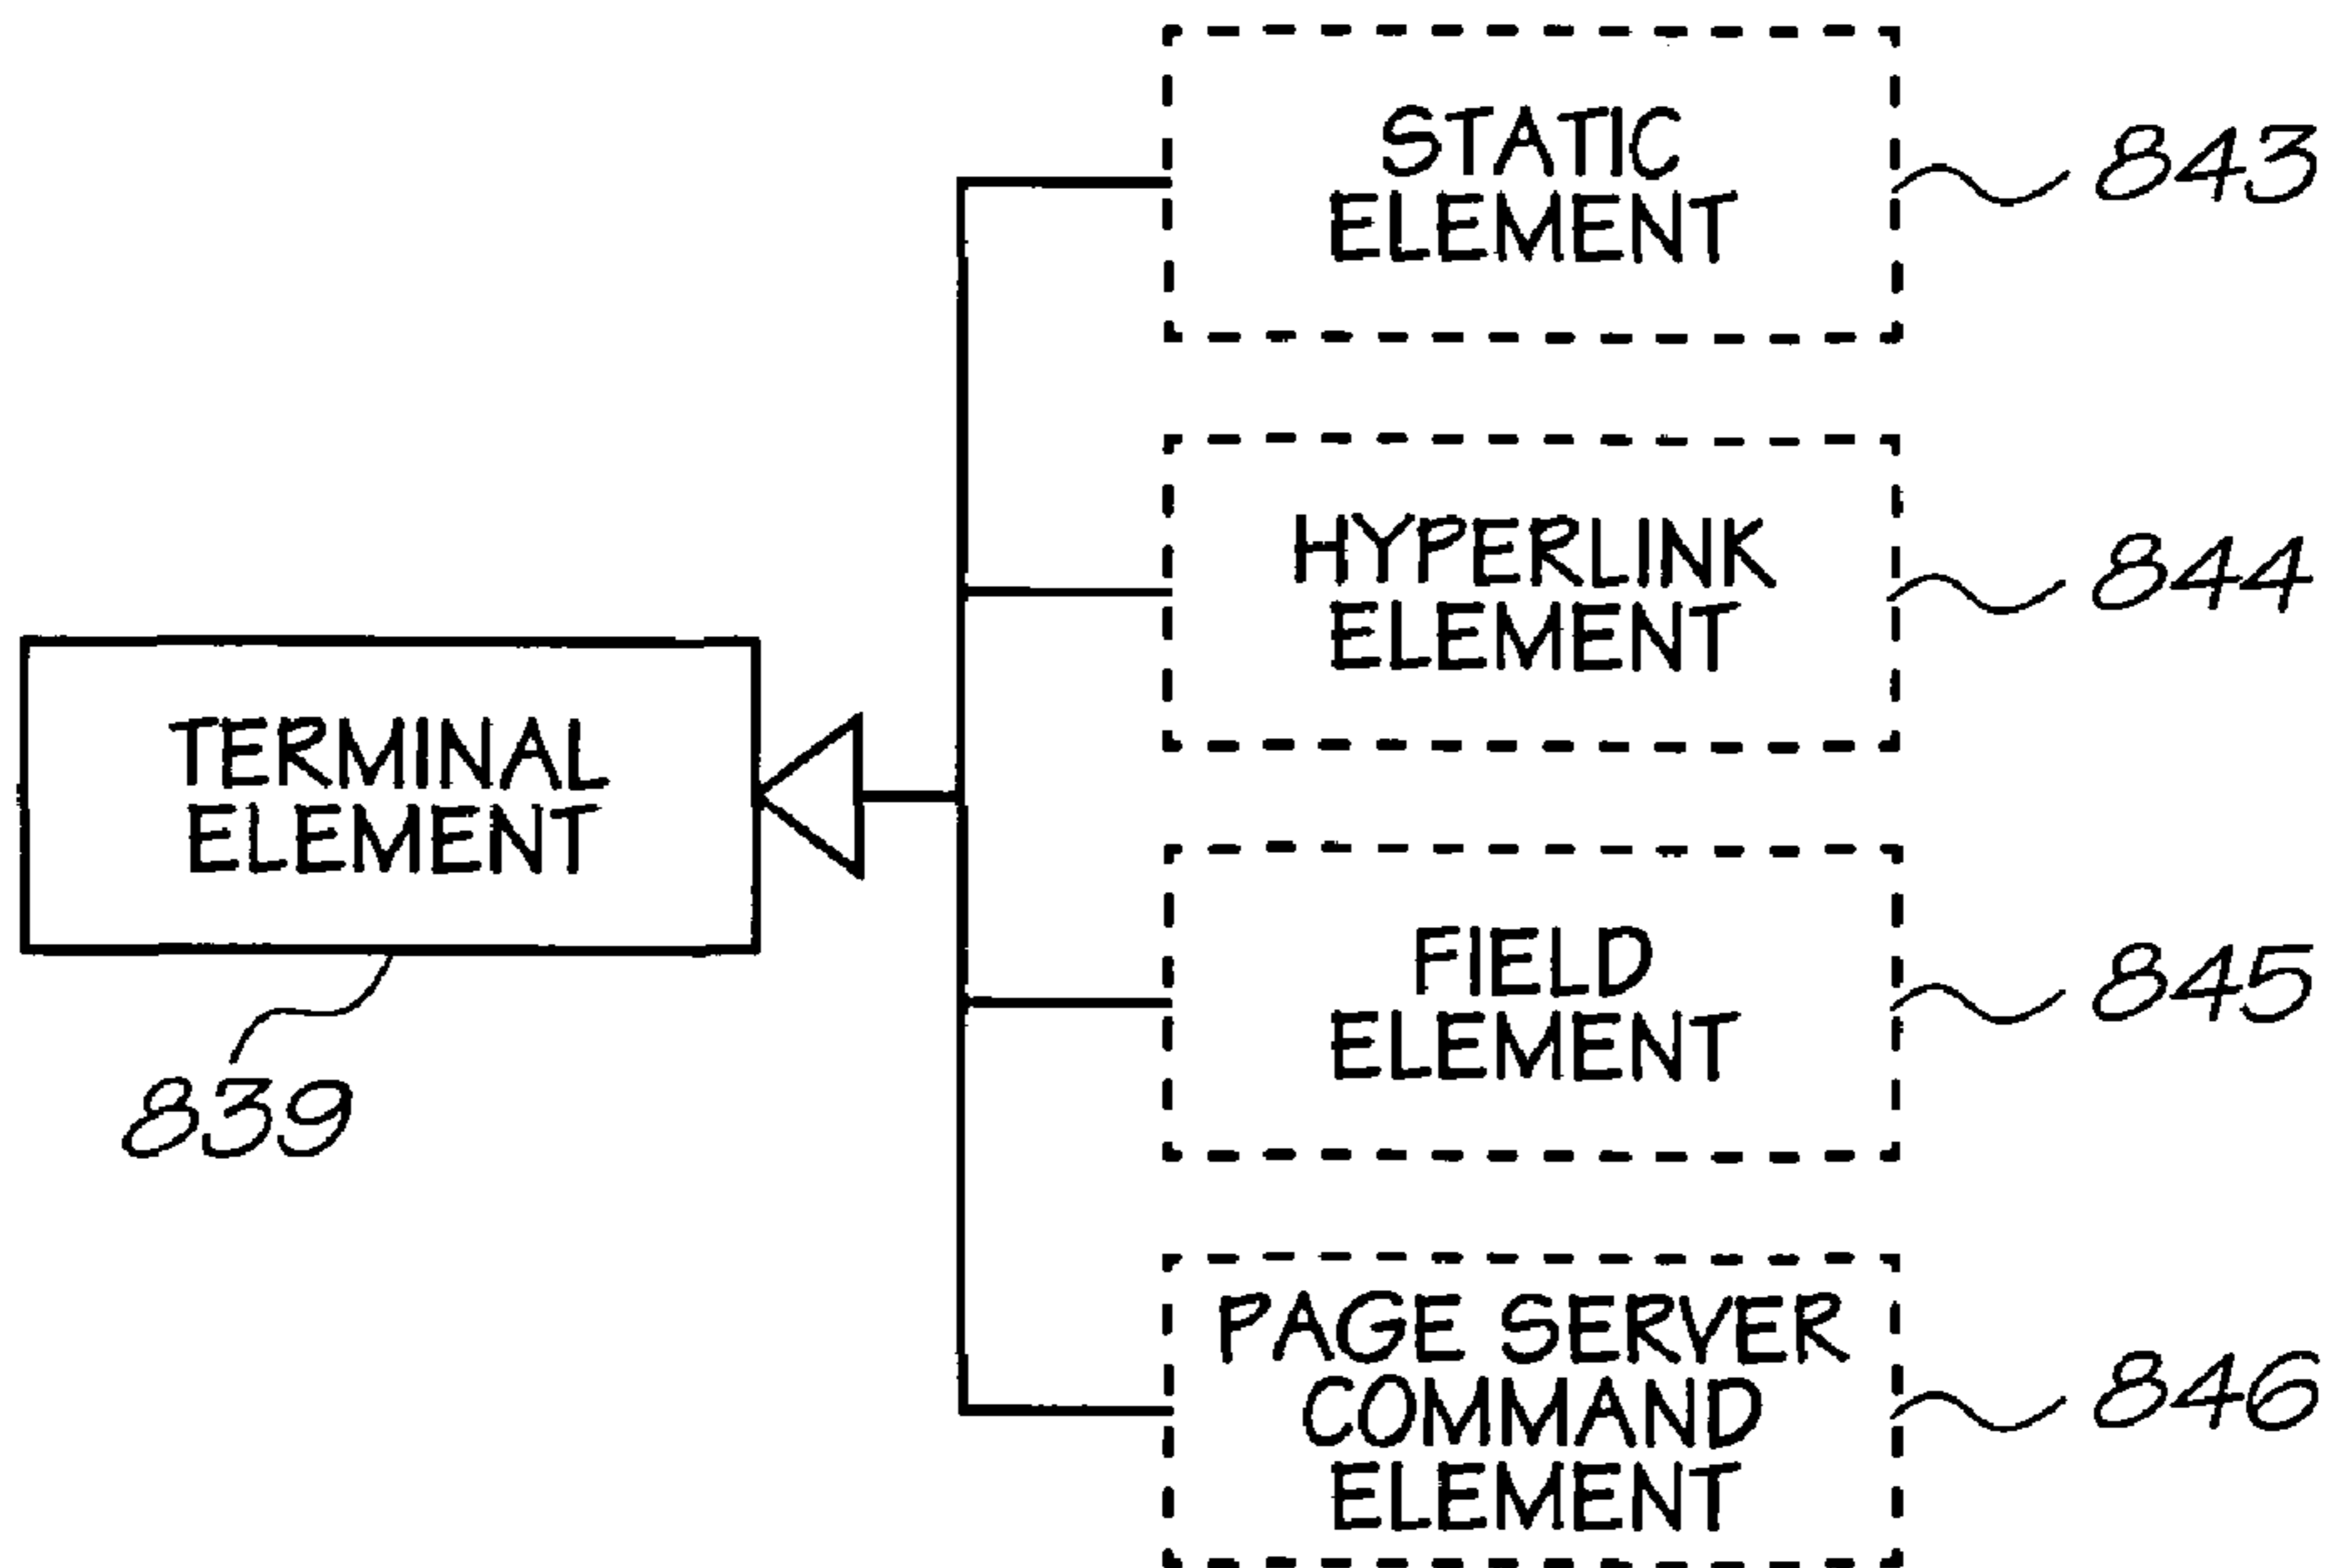 STATIC
ELEMENT
843
HYPERLINK
ELEMENT
844
TERMINAL
ELEMENT
839
FIELD
ELEMENT
845
PAGE SERVER
COMMAND
ELEMENT
846